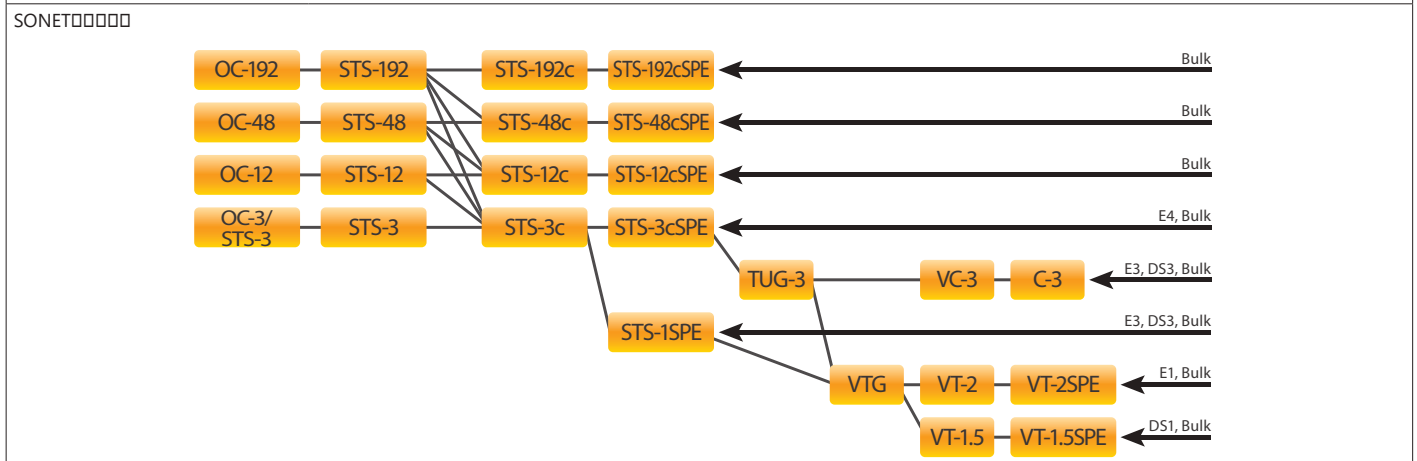 SONET
OC-192 STS-192 STS-192c STS-192cSPE Bulk
OC-48 STS-48 STS-48c STS-48cSPE Bulk
OC-12 STS-12 STS-12c STS-12cSPE Bulk
OC-3/
STS-3 STS-3 STS-3c STS-3cSPE E4, Bulk
TUG-3 VC-3 C-3 E3, DS3, Bulk
STS-1SPE E3, DS3, Bulk
VTG VT-2 VT-2SPE E1, Bulk
VT-1.5 VT-1.5SPE DS1, Bulk